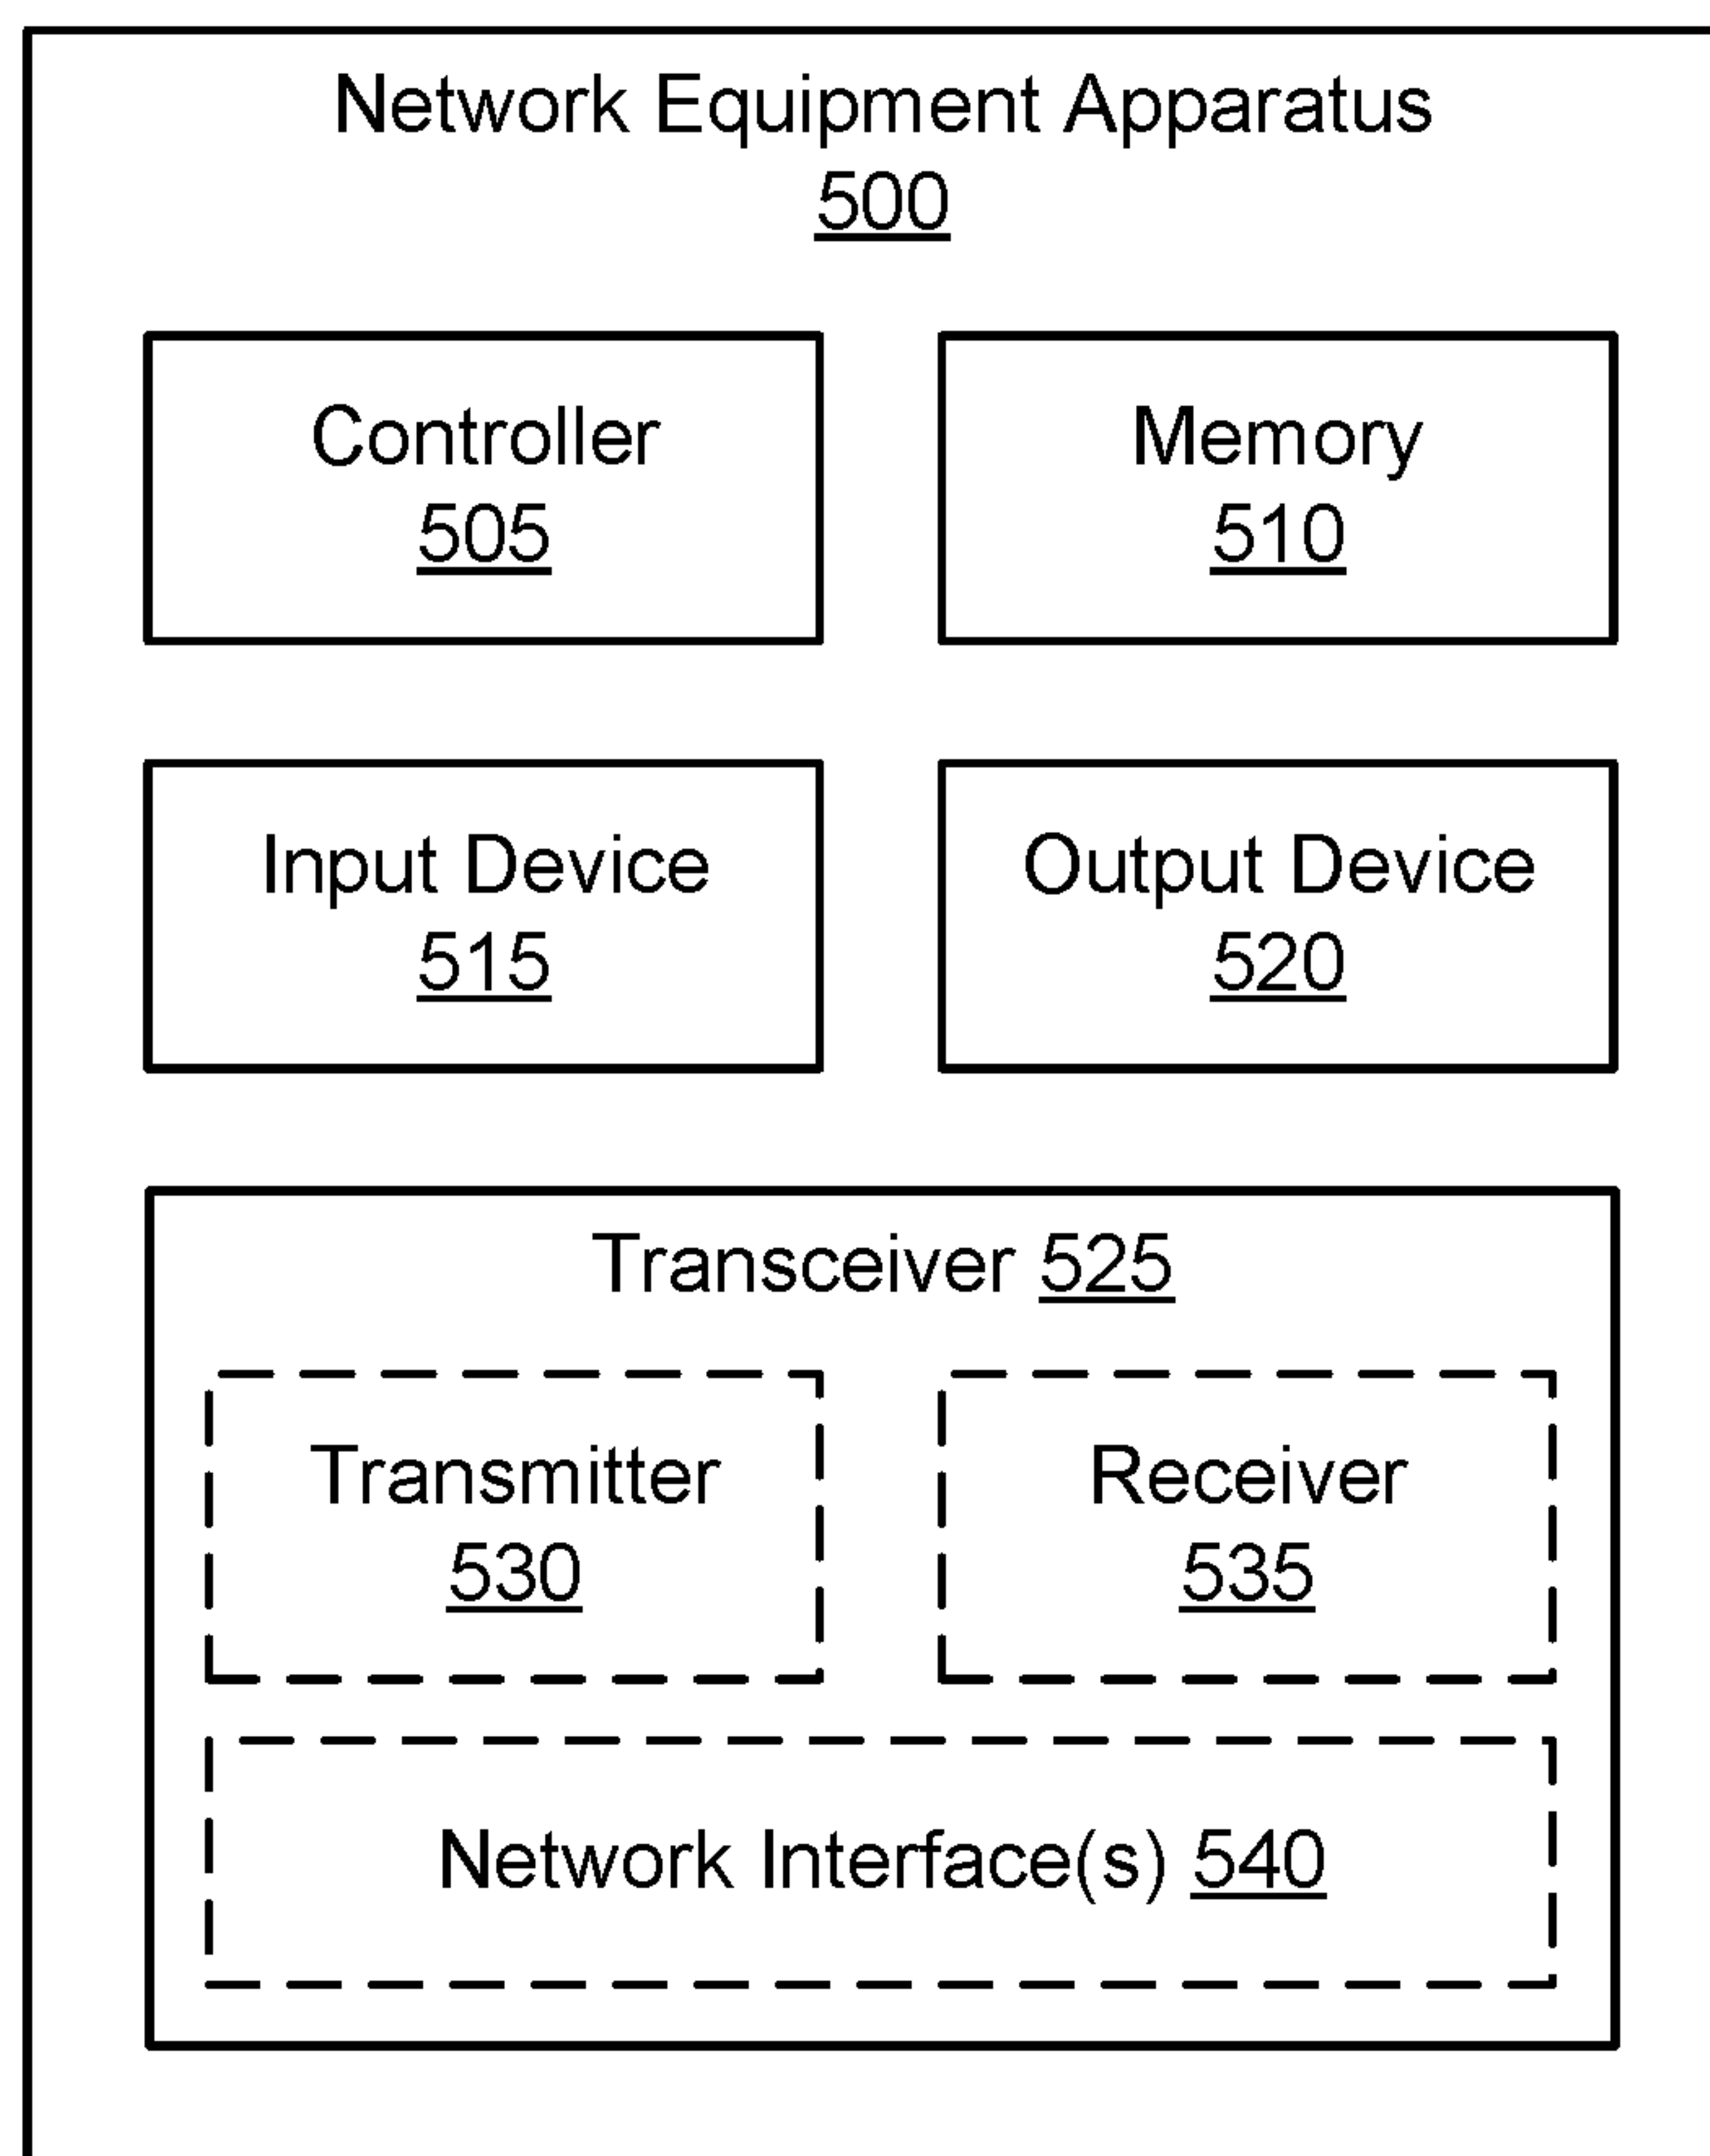 Network Equipment Apparatus
500
Controller
505
Memory
510
Input Device
515
Output Device
520
Transceiver 525
Transmitter
530
Receiver
535
Network Interface(s) 540